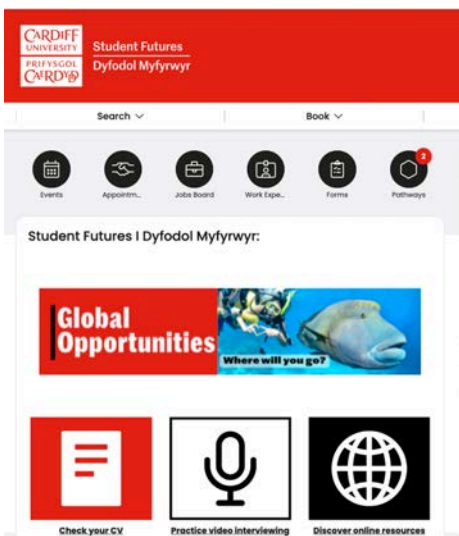 CARDIFF
UNIVERSITY
PRIFYSGOL
CAERDYDD
Student Futures
Dyfodol Myfyrwyr
Search
Book
2
Events
Appointm...
Jobs Board
Work Expe...
Forms
Pathways
Student Futures I Dyfodol Myfyrwyr:
Global
Opportunities
Where will you go?
Check your CV
Practice video interviewing
Discover online resources